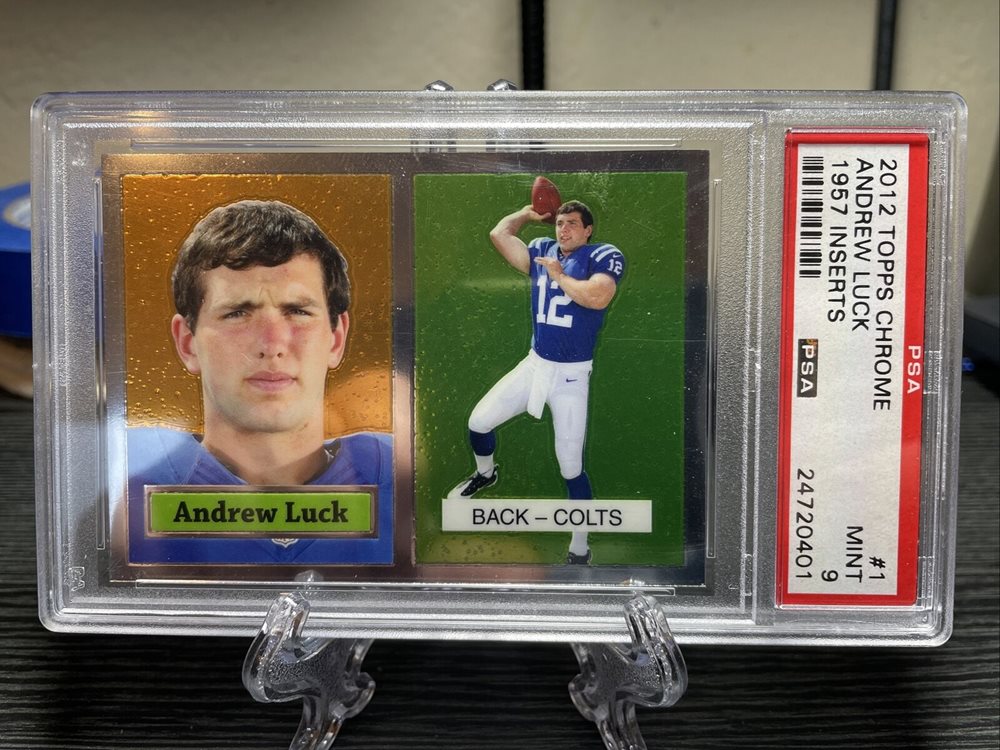 Andrew Luck
12
12
BACK – COLTS
PSA
2012 TOPPS CHROME
ANDREW LUCK
1957 INSERTS
#1
MINT
9
PSA
24720401